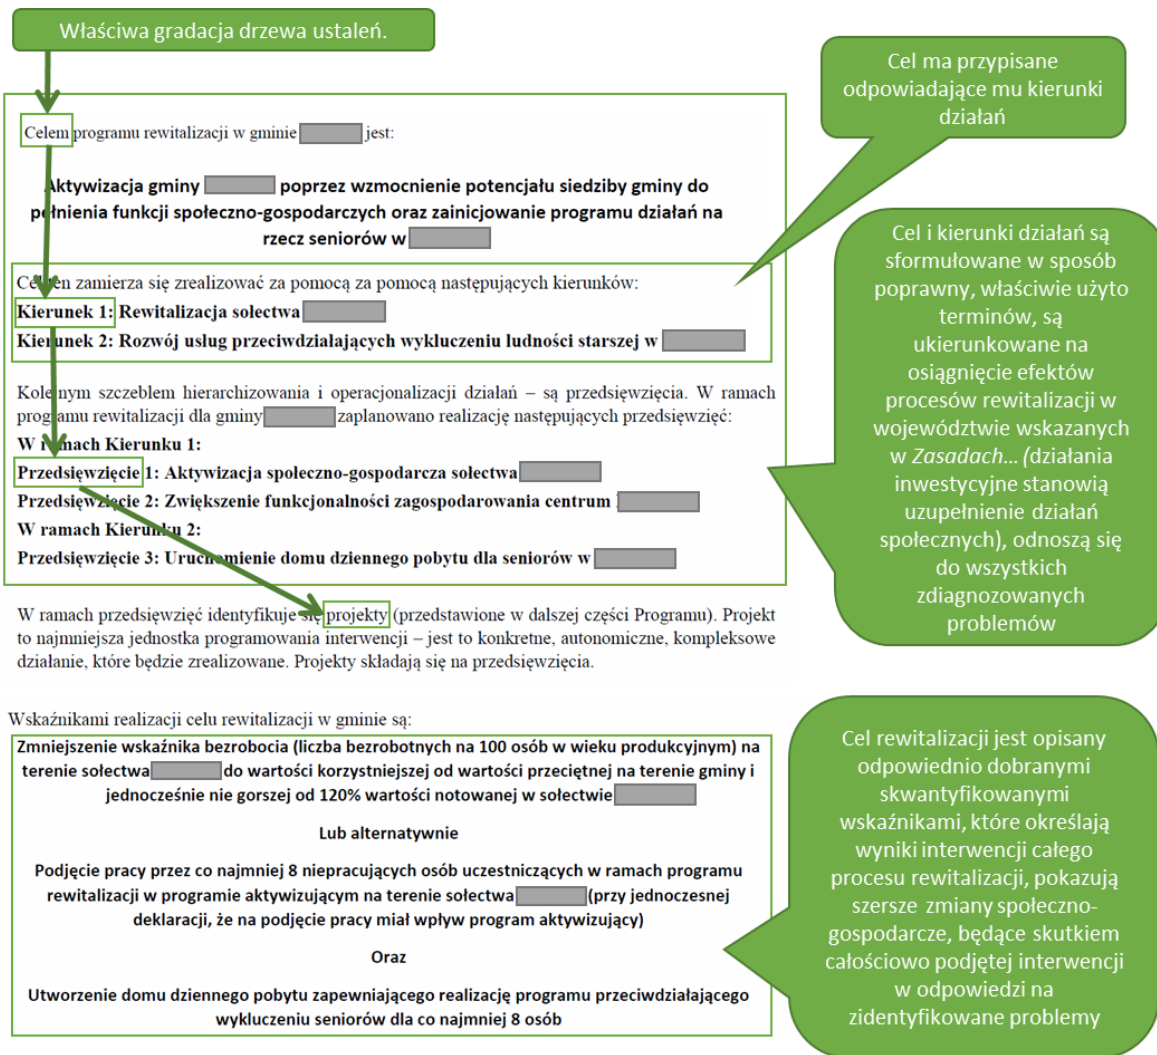 Właściwa gradacja drzewa ustaleń.
Cel ma przypisane
odpowiadające mu kierunki
działań
Celem programu rewitalizacji w gminie jest:
Aktywizacja gminy poprzez wzmocnienie potencjału siedziby gminy do
pełnienia funkcji społeczno-gospodarczych oraz zainicjowanie programu działań na
rzecz seniorów w
Cel ten zamierza się zrealizować za pomocą za pomocą następujących kierunków:
Kierunek 1: Rewitalizacja sołectwa
Kierunek 2: Rozwój usług przeciwdziałających wykluczeniu ludności starszej w
Cel i kierunki działań są
sformułowane w sposób
poprawny, właściwie użyto
terminów, są
ukierunkowane na
osiągnięcie efektów
procesów rewitalizacji w
województwie wskazanych
w Zasadach... (działania
inwestycyjne stanowią
uzupełnienie działań
społecznych), odnoszą się
do wszystkich
zdiagnozowanych
problemów
Kolejnym szczeblem hierarchizowania i operacjonalizacji działań – są przedsięwzięcia. W ramach
programu rewitalizacji dla gminy zaplanowano realizację następujących przedsięwzięć:
W ramach Kierunku 1:
Przedsięwzięcie 1: Aktywizacja społeczno-gospodarcza sołectwa
Przedsięwzięcie 2: Zwiększenie funkcjonalności zagospodarowania centrum
W ramach Kierunku 2:
Przedsięwzięcie 3: Uruchomienie domu dziennego pobytu dla seniorów w
W ramach przedsięwzięć identyfikuje się projekty (przedstawione w dalszej części Programu). Projekt
to najmniejsza jednostka programowania interwencji – jest to konkretne, autonomiczne, kompleksowe
działanie, które będzie zrealizowane. Projekty składają się na przedsięwzięcia.
Wskaźnikami realizacji celu rewitalizacji w gminie są:
Zmniejszenie wskaźnika bezrobocia (liczba bezrobotnych na 100 osób w wieku produkcyjnym) na
terenie sołectwa do wartości korzystniejszej od wartości przeciętnej na terenie gminy i
jednocześnie nie gorszej od 120% wartości notowanej w sołectwie
Lub alternatywnie
Podjęcie pracy przez co najmniej 8 niepracujących osób uczestniczących w ramach programu
rewitalizacji w programie aktywizującym na terenie sołectwa (przy jednoczesnej
deklaracji, że na podjęcie pracy miał wpływ program aktywizujący)
Oraz
Utworzenie domu dziennego pobytu zapewniającego realizację programu przeciwdziałającego
wykluczeniu seniorów dla co najmniej 8 osób
Cel rewitalizacji jest opisany
odpowiednio dobranymi
skwantyfikowanymi
wskaźnikami, które określają
wyniki interwencji całego
procesu rewitalizacji, pokazują
szersze zmiany społeczno-
gospodarcze, będące skutkiem
całościowo podjętej interwencji
w odpowiedzi na
zidentyfikowane problemy